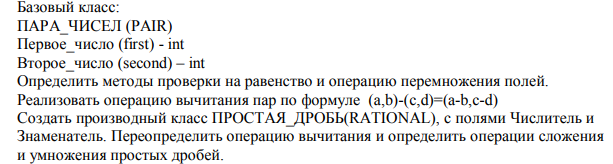 Базовый класс:
ПАРА_ЧИСЕЛ (PAIR)
Первое_число (first) - int
Второе_число (second) – int
Определить методы проверки на равенство и операцию перемножения полей.
Реализовать операцию вычитания пар по формуле (a,b)-(c,d)=(a-b,c-d)
Создать производный класс ПРОСТАЯ_ДРОБЬ(RATIONAL), с полями Числитель и
Знаменатель. Переопределить операцию вычитания и определить операции сложения
и умножения простых дробей.